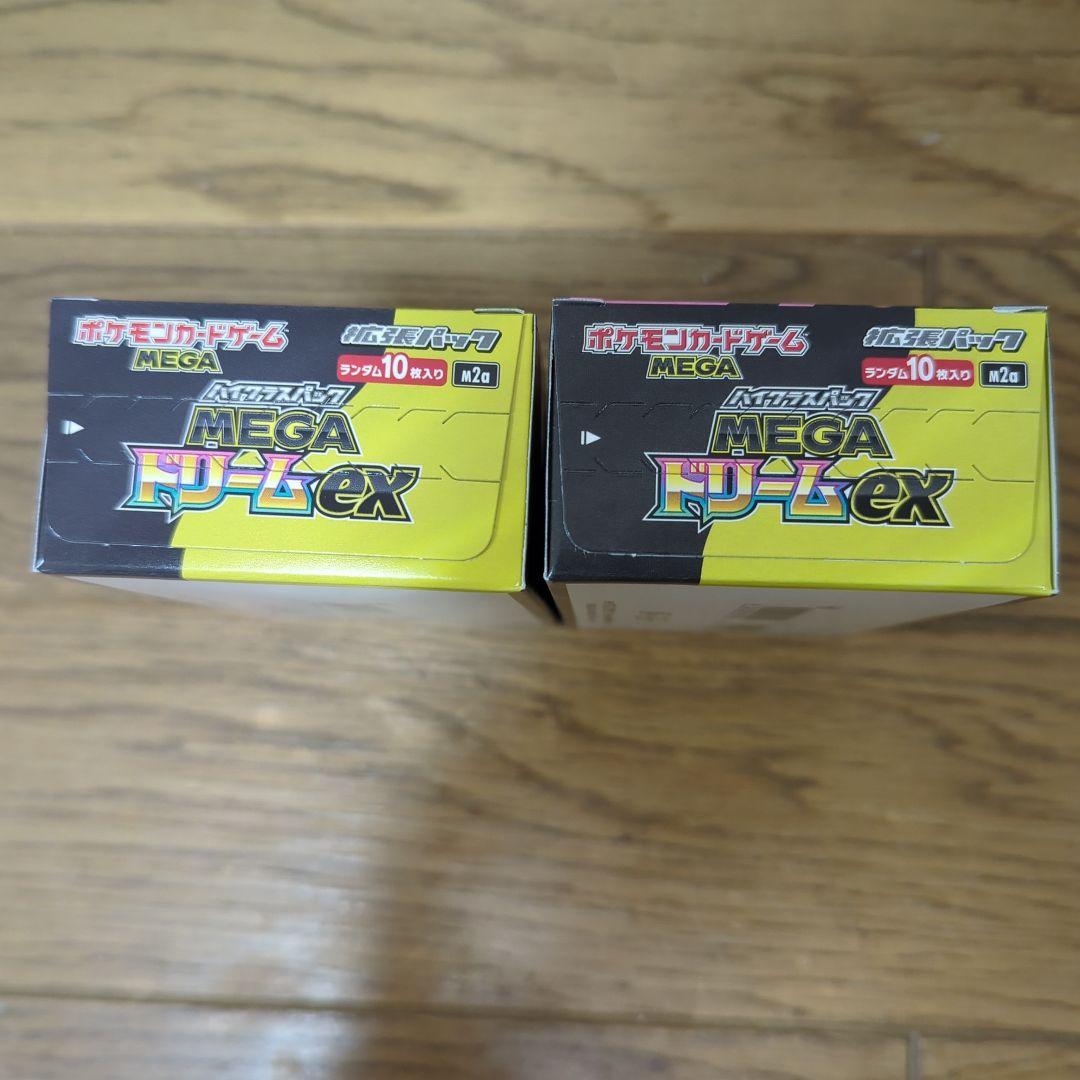 ポケモンカードゲーム
MEGA
拡張パック
ランダム10枚入り
M2a
ハイクラスパック
MEGA
ドリームex
ポケモンカードゲーム
MEGA
拡張パック
ランダム10枚入り
M2a
ハイクラスパック
MEGA
ドリームex